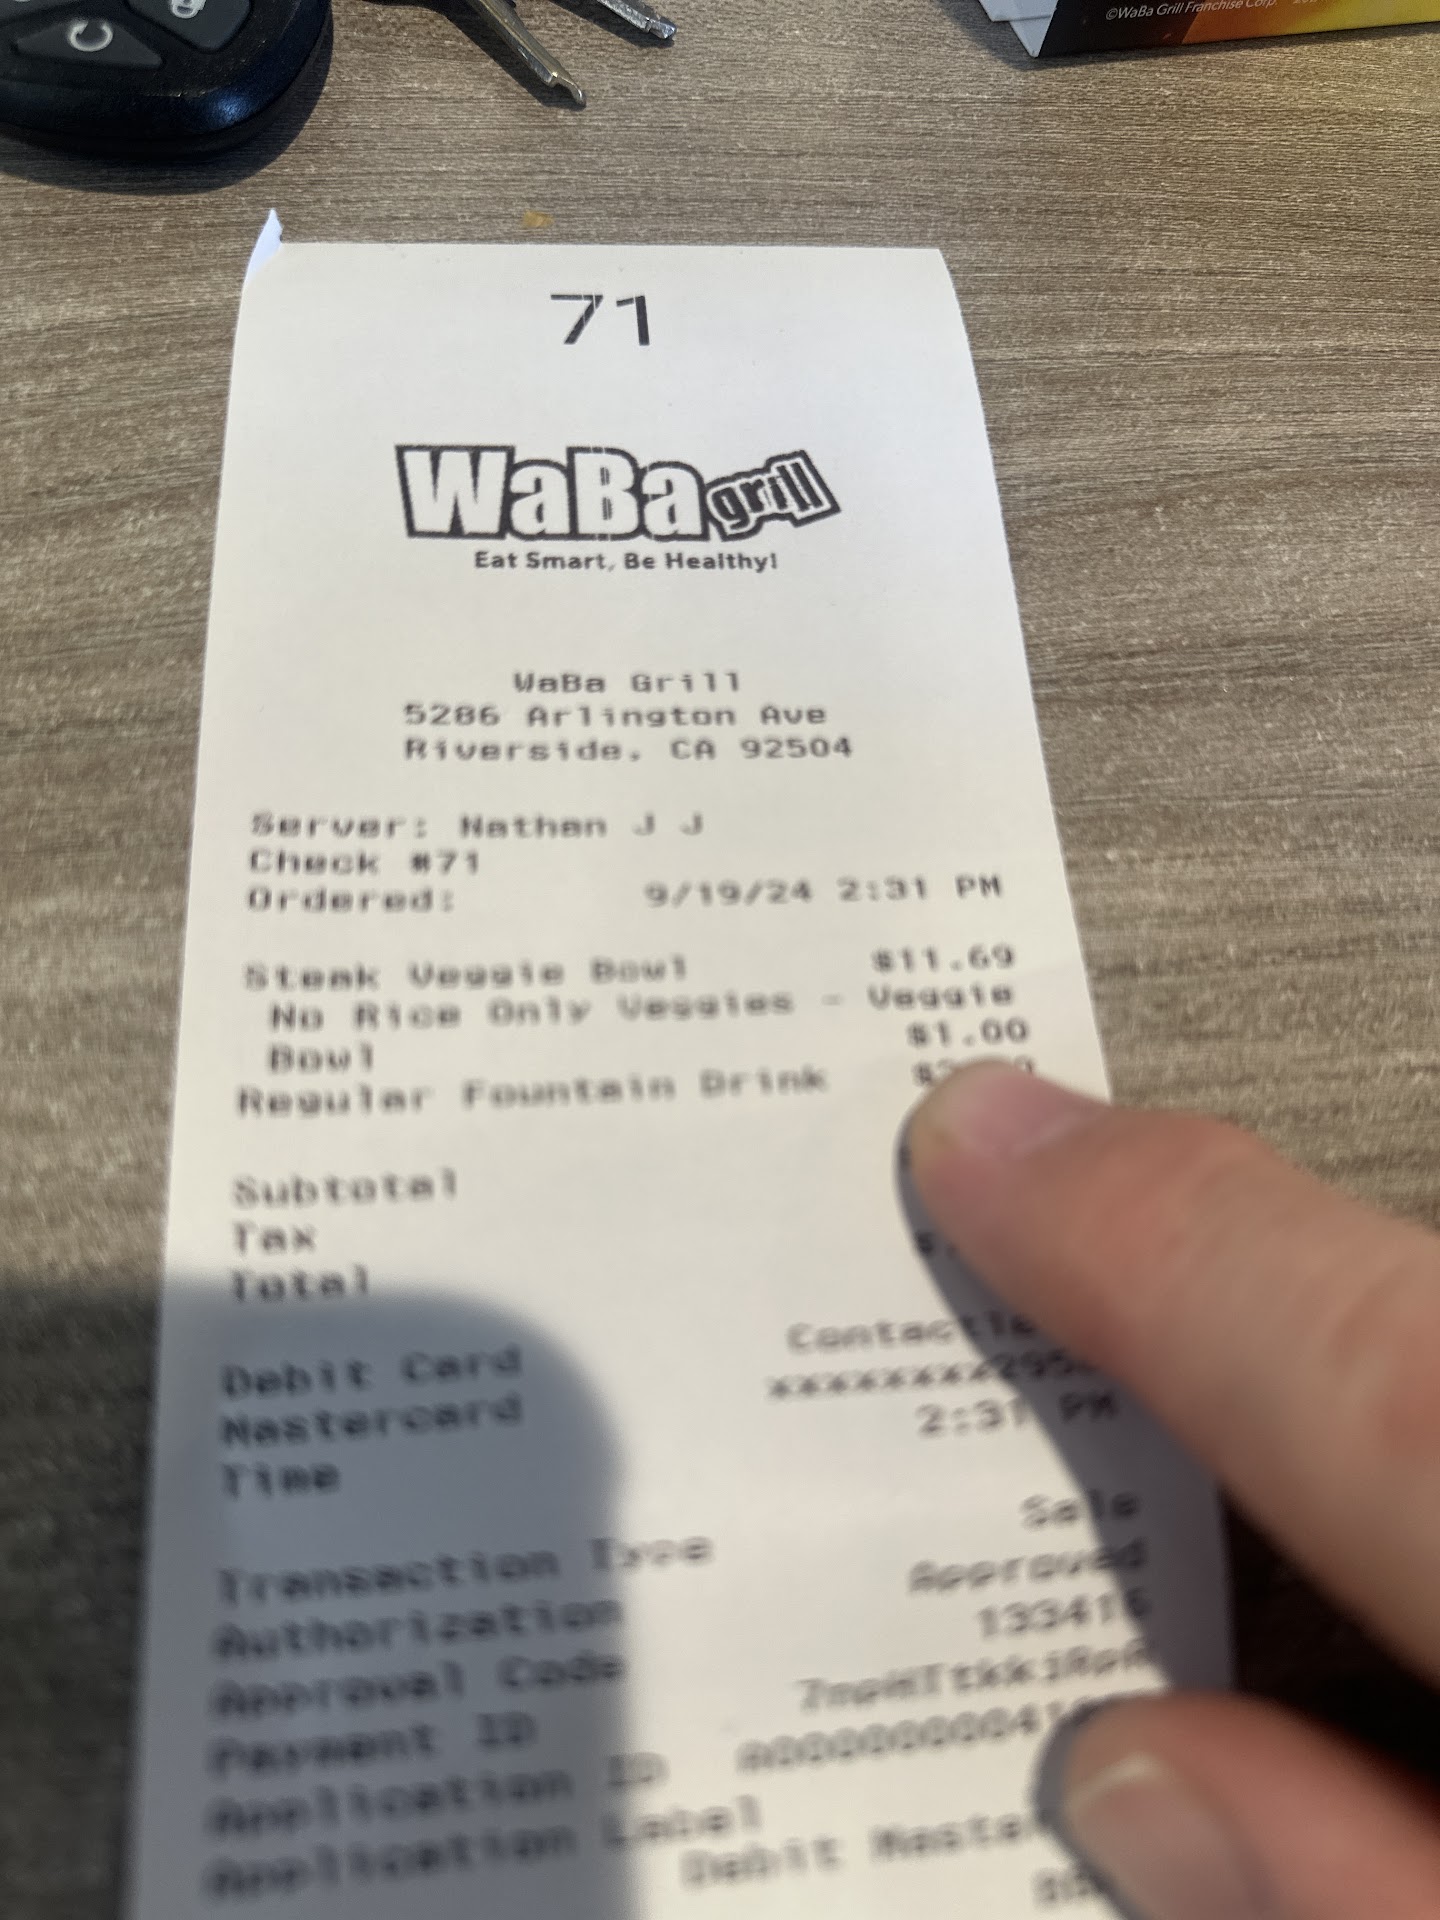 ©WaBa Grill Franchise Corp.
71
WaBa grill
Eat Smart, Be Healthy!
WaBa Grill
5286 Arlington Ave
Riverside, CA 92504
Server: Nathan J J
Check #71
Ordered: 9/19/24 2:31 PM
Steak Veggie Bowl $11.69
No Rice Only Veggies - Veggie
Bowl $1.00
Regular Fountain Drink
Subtotal
Tax
Total
Debit Card
Mastercard
Time 2:31 PM
Transaction Type Sale
Authorization Approved
Approval Code
Payment ID
Application ID
Application Label
Debit